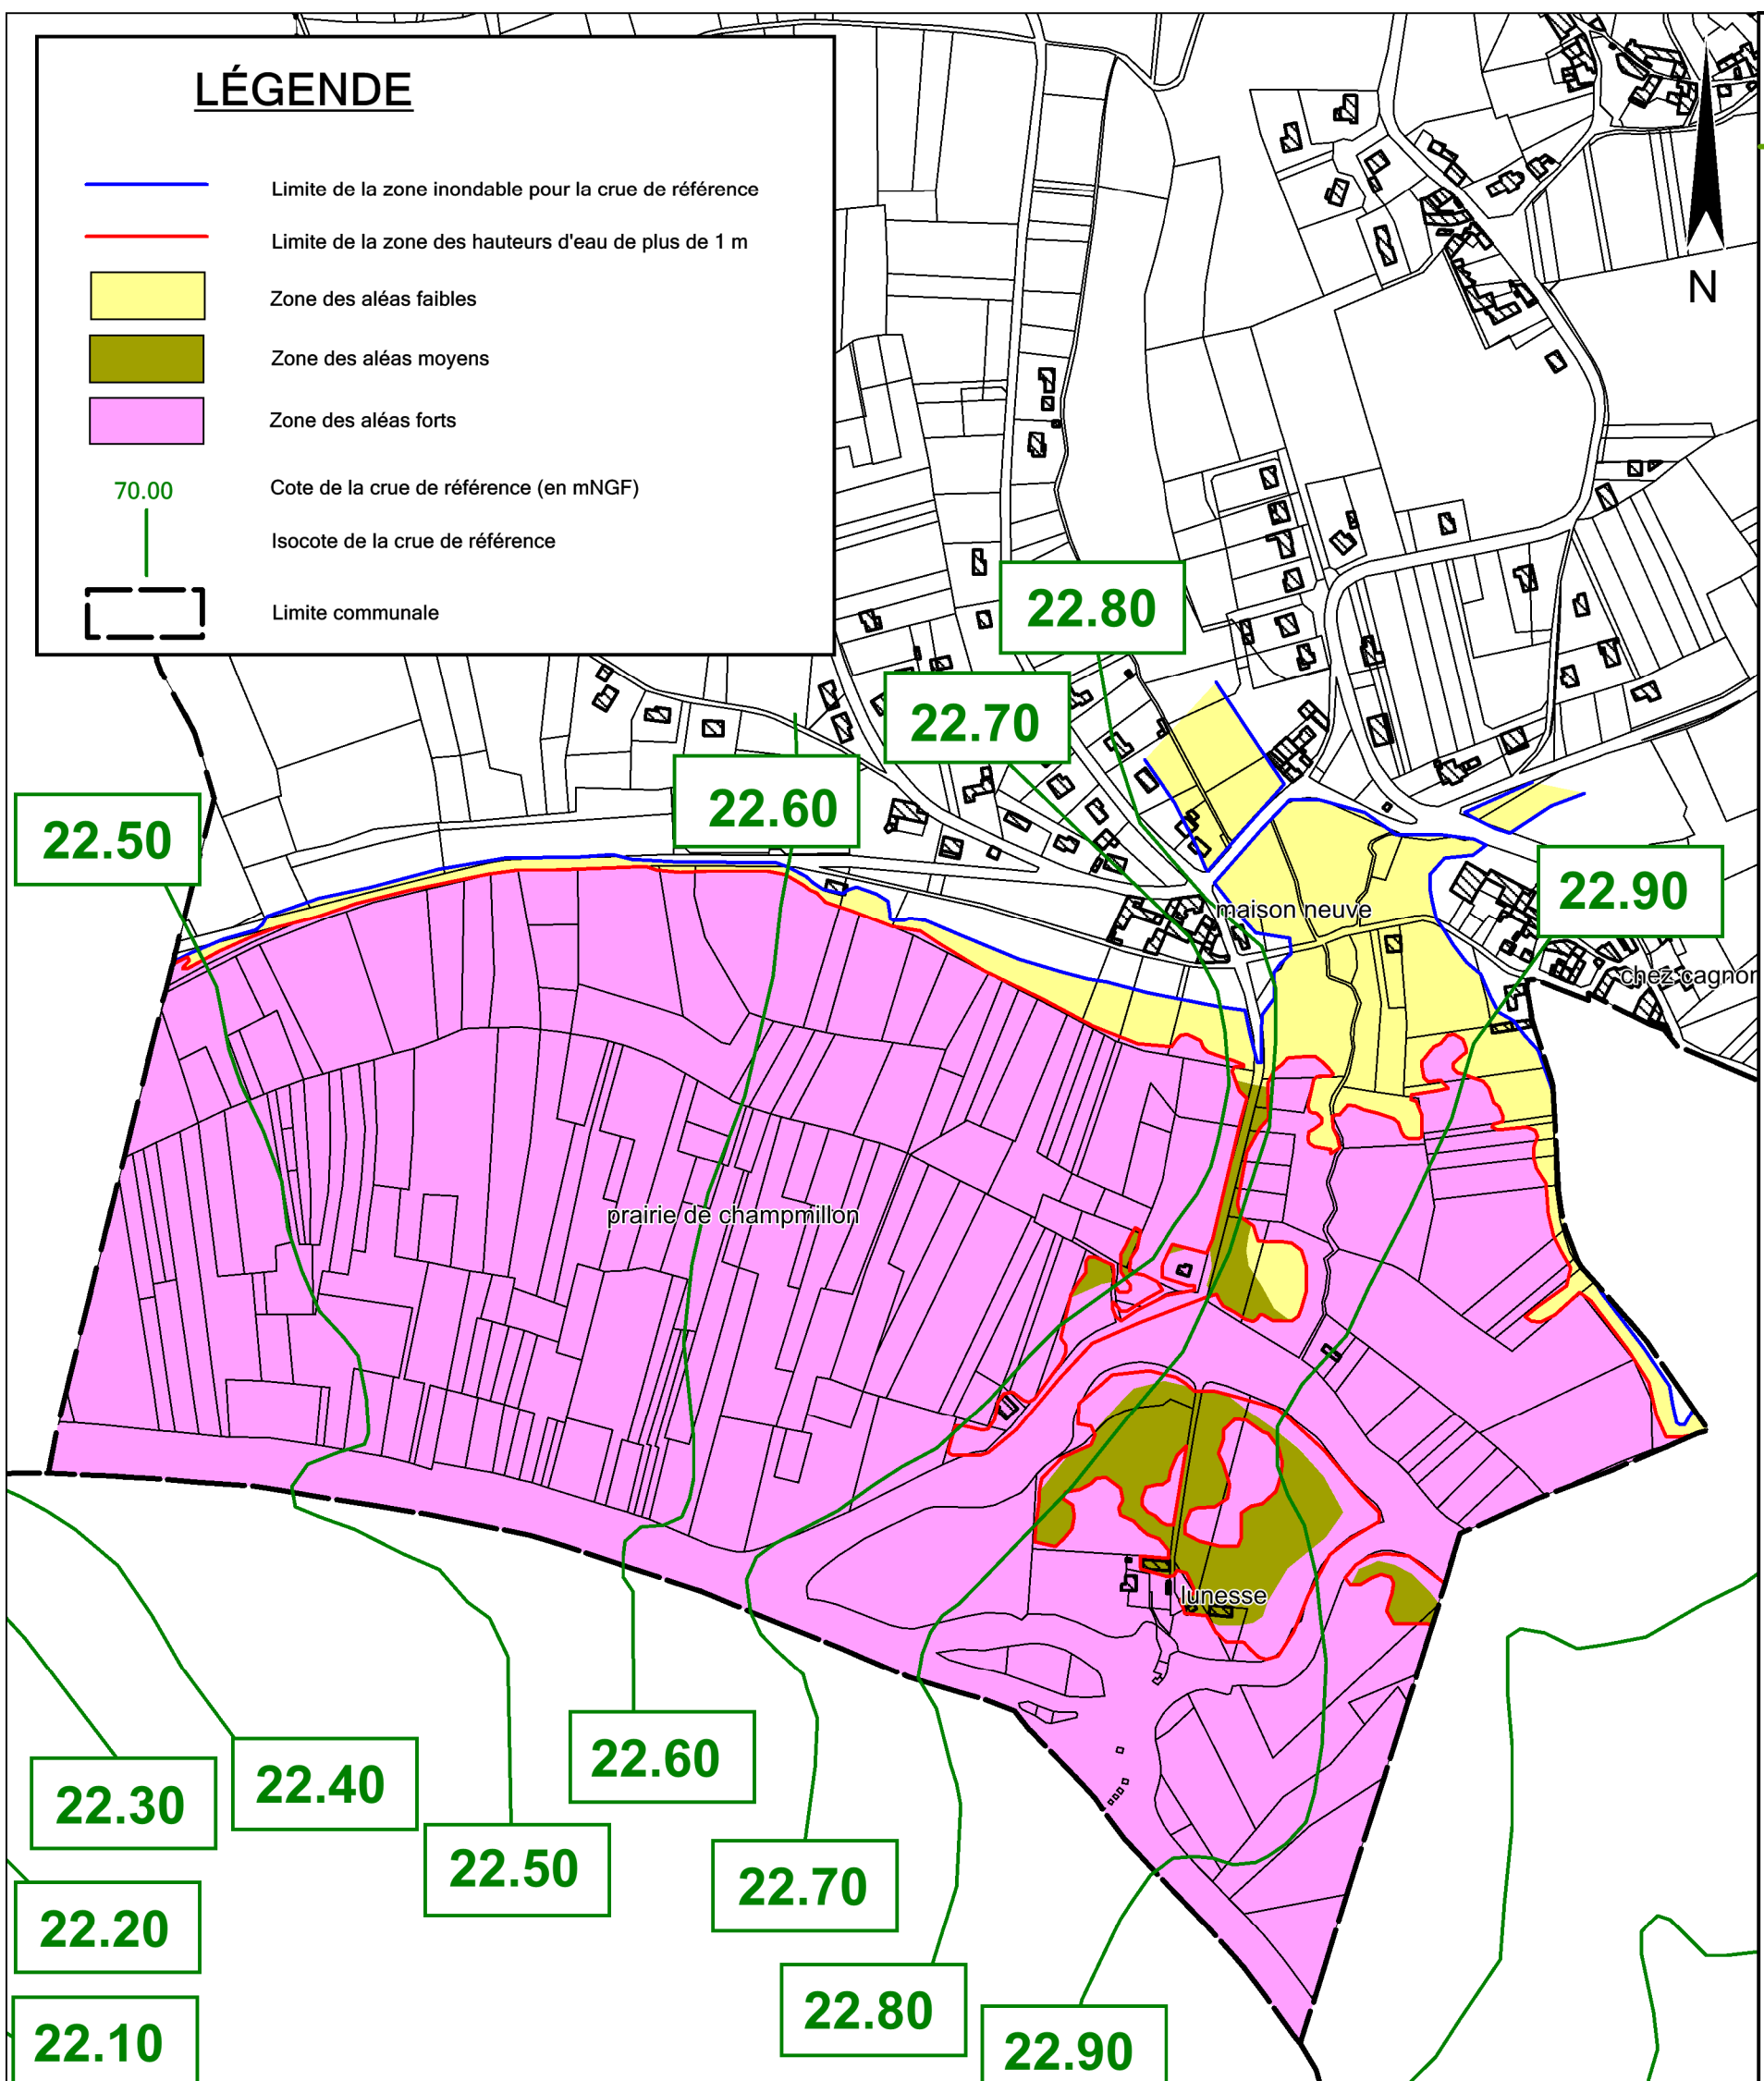 LÉGENDE
Limite de la zone inondable pour la crue de référence
Limite de la zone des hauteurs d'eau de plus de 1 m
Zone des aléas faibles
Zone des aléas moyens
Zone des aléas forts
70.00
Cote de la crue de référence (en mNGF)
Isocote de la crue de référence
Limite communale
N
22.80
22.70
22.60
22.50
22.90
maison neuve
chez cagnon
prairie de champmillon
lunesse
22.60
22.40
22.30
22.50
22.70
22.20
22.80
22.10
22.90